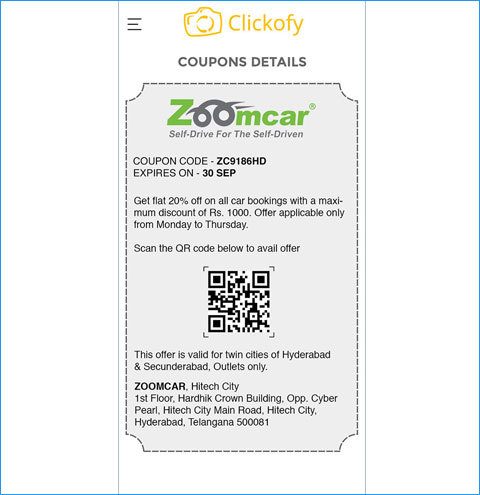 Clickofy
COUPONS DETAILS
Zoomcar®
Self-Drive For The Self-Driven
COUPON CODE - ZC9186HD
EXPIRES ON - 30 SEP
Get flat 20% off on all car bookings with a maxi-
mum discount of Rs. 1000. Offer applicable only
from Monday to Thursday.
Scan the QR code below to avail offer
This offer is valid for twin cities of Hyderabad
& Secunderabad, Outlets only.
ZOOMCAR, Hitech City
1st Floor, Hardhik Crown Building, Opp. Cyber
Pearl, Hitech City Main Road, Hitech City,
Hyderabad, Telangana 500081